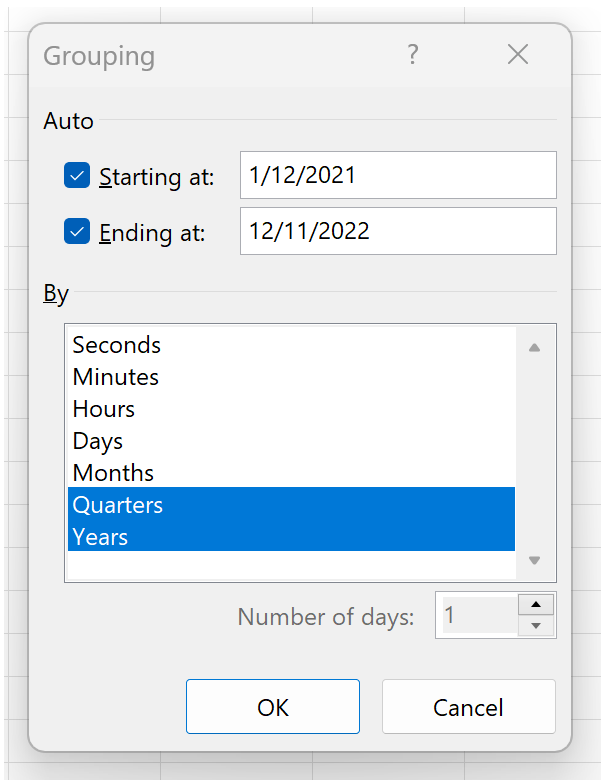 Grouping ?
Auto
Starting at: 1/12/2021
Ending at: 12/11/2022
By
Seconds
Minutes
Hours
Days
Months
Quarters
Years
Number of days: 1
OK Cancel